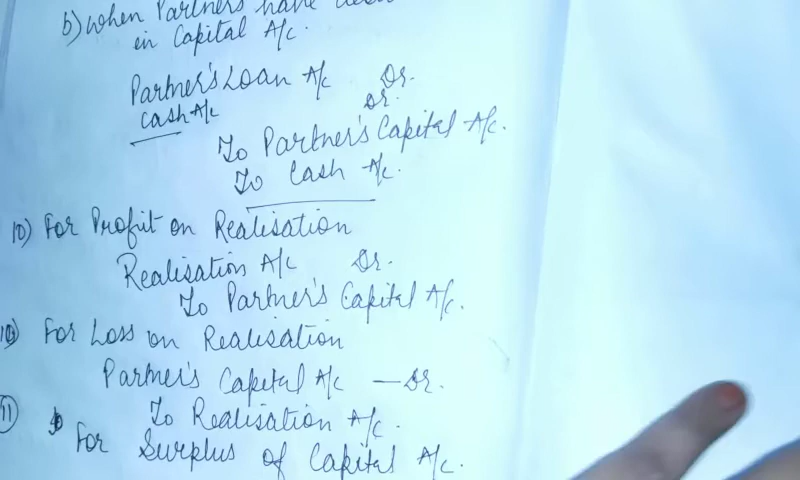 b) When Partners have
in Capital A/c.
Partner's Loan A/c Dr.
Cash A/c Dr.
To Partner's Capital A/c.
To Cash A/c.
10) For Profit on Realisation
Realisation A/c Dr.
To Partner's Capital A/c.
10) For Loss on Realisation
Partner's Capital A/c — Dr.
To Realisation A/c.
11) For Surplus of Capital A/c.